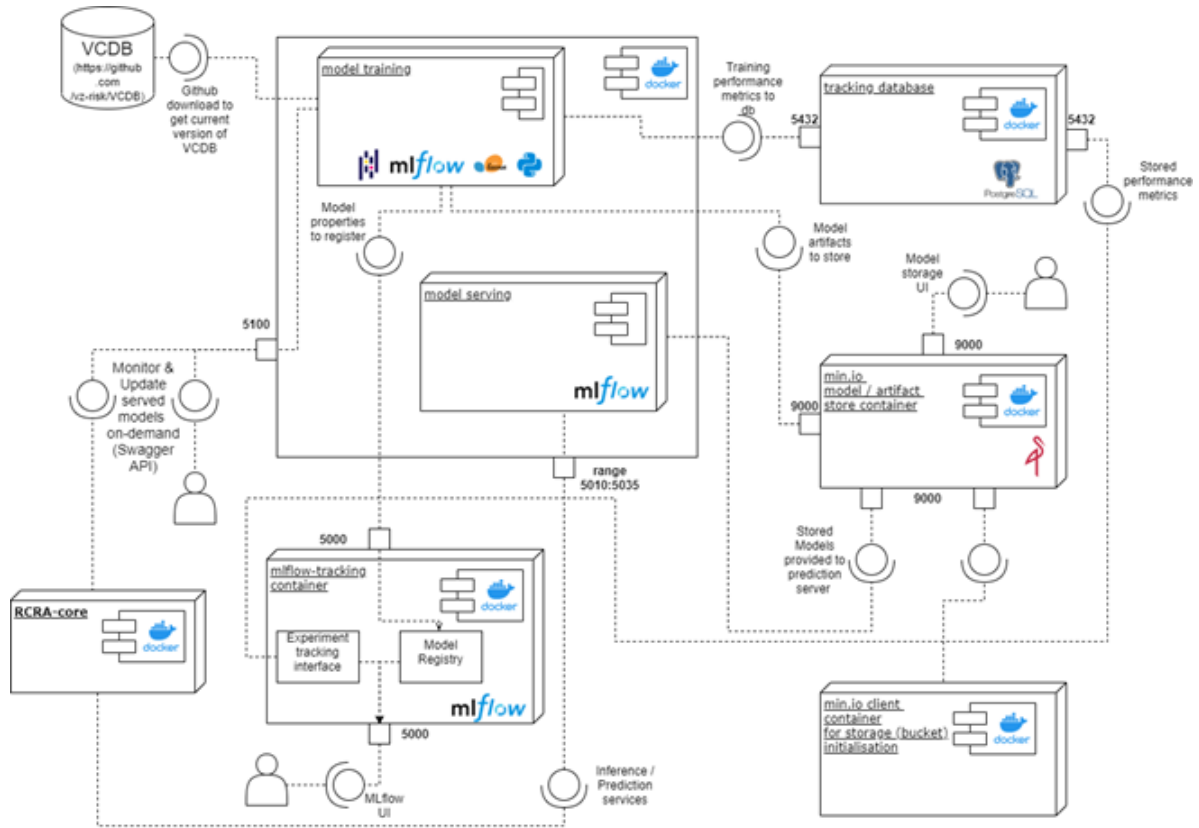 VCDB
(https://github
.com
/vz-risk/VCDB)
Github
download to
get current
version of
VCDB
model training
docker
mlflow
Training
performance
metrics to
db
tracking database
5432
docker
5432
PostgreSQL
Stored
performance
metrics
Model
properties
to register
Model
artifacts
to store
Model
storage
UI
model serving
mlflow
5100
Monitor &
Update
served
models
on-demand
(Swagger
API)
9000
min.io
model / artifact
store container
docker
9000
9000
range
5010:5035
Stored
Models
provided to
prediction
server
5000
mlflow-tracking
container
docker
Experiment
tracking
interface
Model
Registry
mlflow
5000
RCRA-core
docker
MLflow
UI
Inference /
Prediction
services
min.io client
container
for storage (bucket)
initialisation
docker